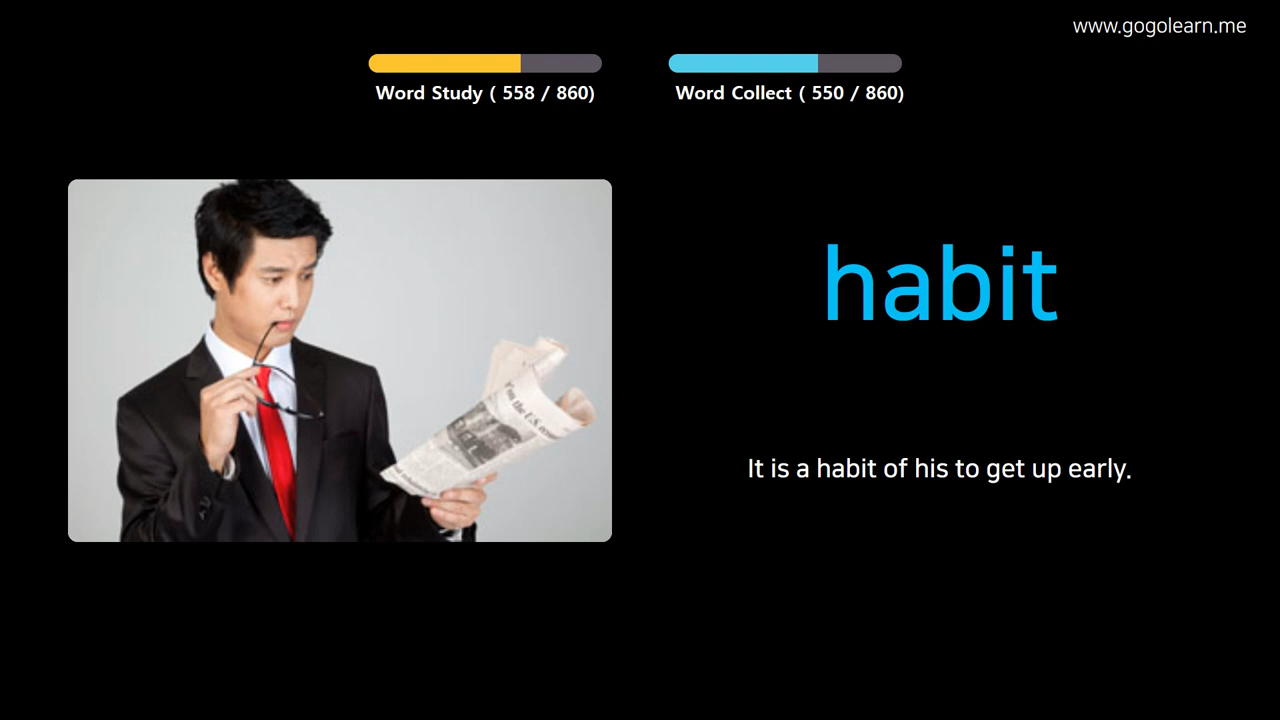 www.gogolearn.me
Word Study ( 558 / 860)
Word Collect ( 550 / 860)
habit
It is a habit of his to get up early.